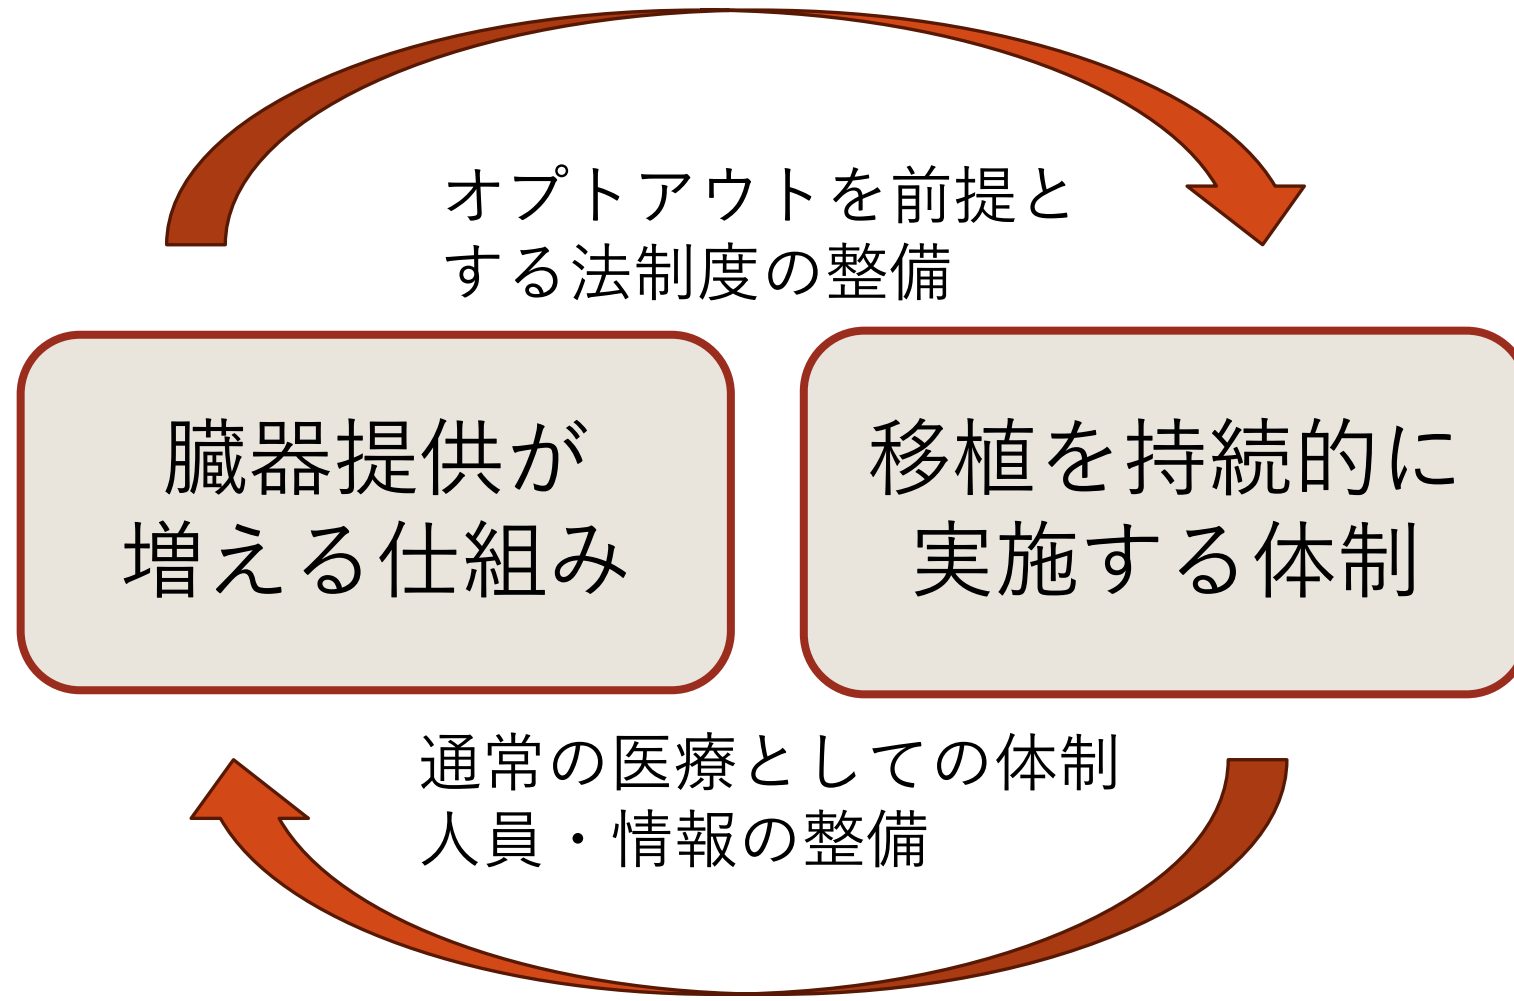 オプトアウトを前提と
する法制度の整備
臓器提供が
増える仕組み
移植を持続的に
実施する体制
通常の医療としての体制
人員・情報の整備